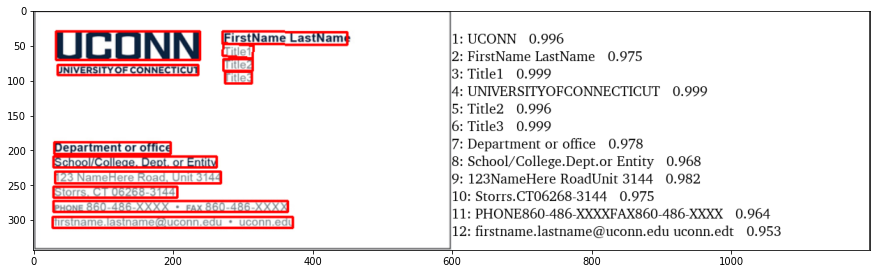 UCONN
UNIVERSITY OF CONNECTICUT
FirstName LastName
Title1
Title2
Title3
Department or office
School/College, Dept. or Entity
123 NameHere Road, Unit 3144
Storrs, CT 06268-3144
PHONE 860-486-XXXX • FAX 860-486-XXXX
firstname.lastname@uconn.edu • uconn.edu
1: UCONN 0.996
2: FirstName LastName 0.975
3: Title1 0.999
4: UNIVERSITYOFCONNECTICUT 0.999
5: Title2 0.996
6: Title3 0.999
7: Department or office 0.978
8: School/College.Dept.or Entity 0.968
9: 123NameHere RoadUnit 3144 0.982
10: Storrs.CT06268-3144 0.975
11: PHONE860-486-XXXXFAX860-486-XXXX 0.964
12: firstname.lastname@uconn.edu uconn.edt 0.953
0
50
100
150
200
250
300
0 200 400 600 800 1000